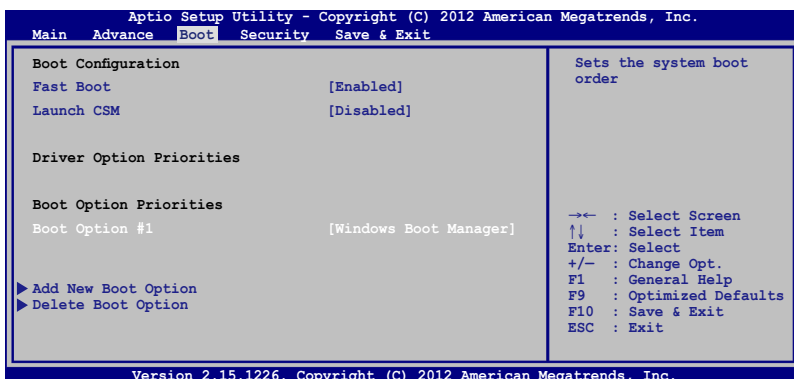 Aptio Setup Utility - Copyright (C) 2012 American Megatrends, Inc.
Main Advance Boot Security Save & Exit
Boot Configuration
Fast Boot [Enabled]
Launch CSM [Disabled]
Driver Option Priorities
Boot Option Priorities
Boot Option #1 [Windows Boot Manager]
Add New Boot Option
Delete Boot Option
Sets the system boot
order
→← : Select Screen
↑↓ : Select Item
Enter: Select
+/— : Change Opt.
F1 : General Help
F9 : Optimized Defaults
F10 : Save & Exit
ESC : Exit
Version 2.15.1226. Copyright (C) 2012 American Megatrends, Inc.